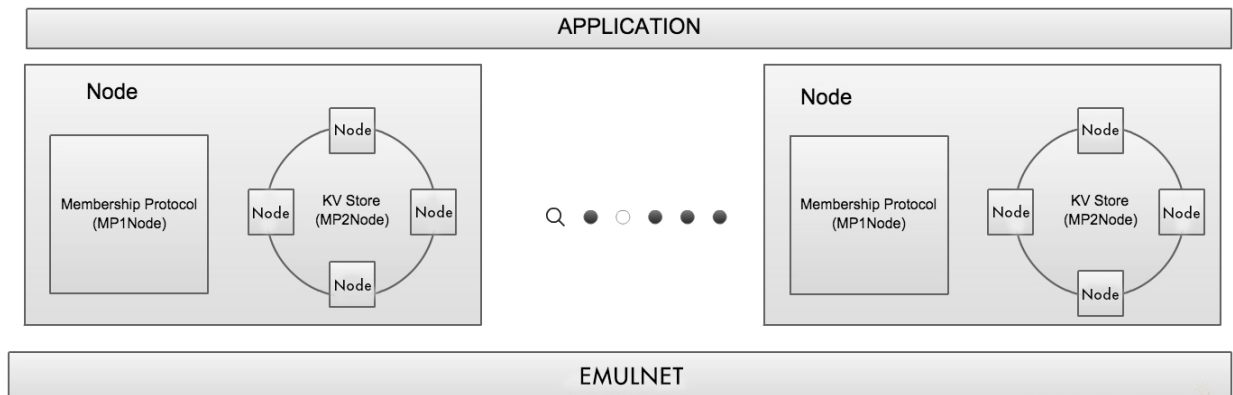 APPLICATION
Node
Node
Membership Protocol
(MP1Node)
Node
Node
KV Store
(MP2Node)
Node
Node
Node
Membership Protocol
(MP1Node)
Node
Node
KV Store
(MP2Node)
Node
Node
EMULNET